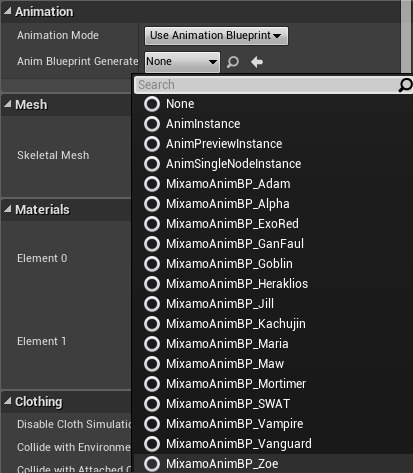 Animation
Animation Mode
Use Animation Blueprint
Anim Blueprint Generate
None
Search
None
AnimInstance
AnimPreviewInstance
AnimSingleNodeInstance
MixamoAnimBP_Adam
MixamoAnimBP_Alpha
MixamoAnimBP_ExoRed
MixamoAnimBP_GanFaul
MixamoAnimBP_Goblin
MixamoAnimBP_Heraklios
MixamoAnimBP_Jill
MixamoAnimBP_Kachujin
MixamoAnimBP_Maria
MixamoAnimBP_Maw
MixamoAnimBP_Mortimer
MixamoAnimBP_SWAT
MixamoAnimBP_Vampire
MixamoAnimBP_Vanguard
MixamoAnimBP_Zoe
Mesh
Skeletal Mesh
Materials
Element 0
Element 1
Clothing
Disable Cloth Simulatio
Collide with Environme
Collide with Attached C